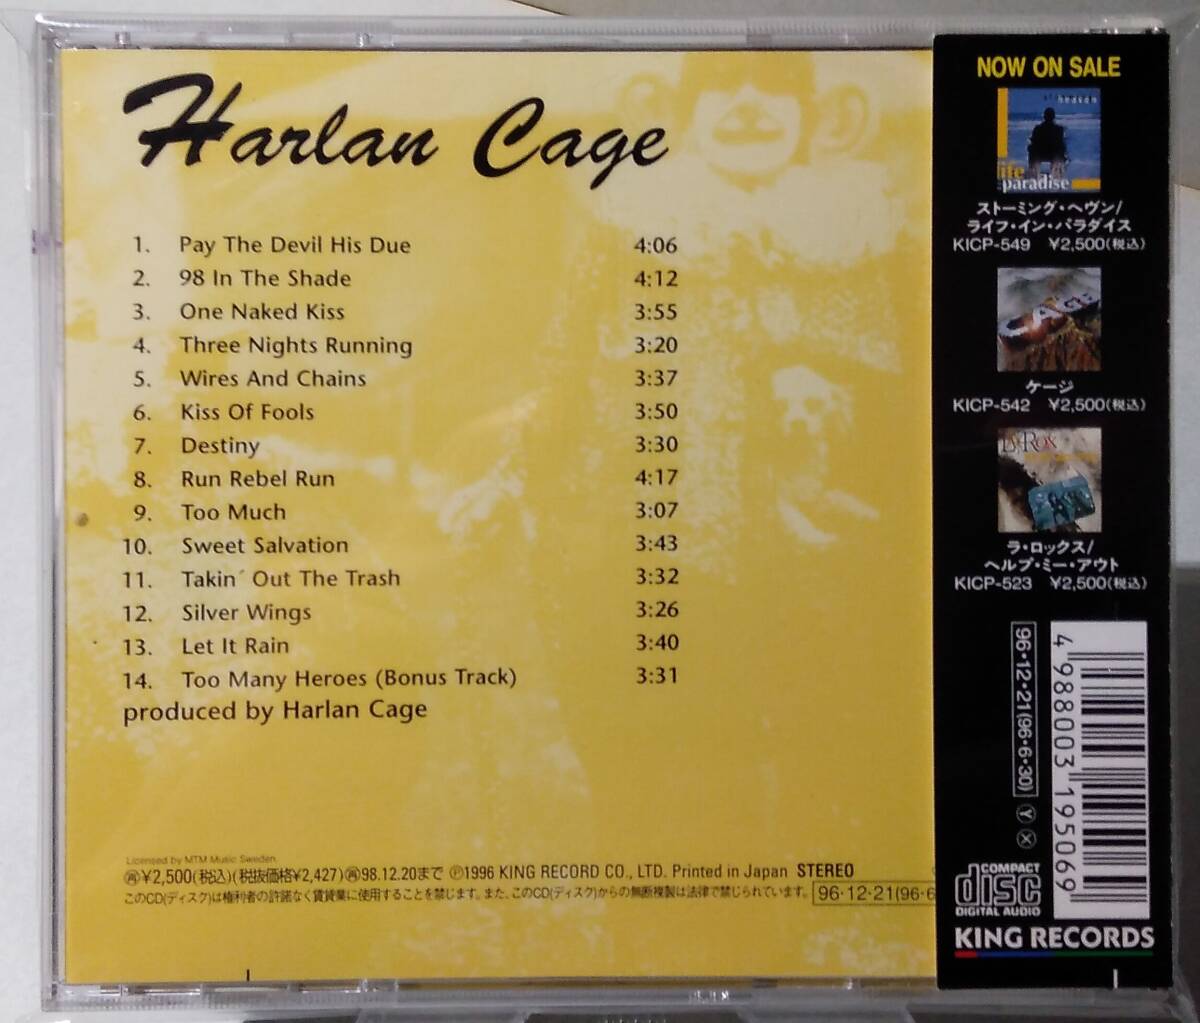 Harlan Cage
1. Pay The Devil His Due 4:06
2. 98 In The Shade 4:12
3. One Naked Kiss 3:55
4. Three Nights Running 3:20
5. Wires And Chains 3:37
6. Kiss Of Fools 3:50
7. Destiny 3:30
8. Run Rebel Run 4:17
9. Too Much 3:07
10. Sweet Salvation 3:43
11. Takin´ Out The Trash 3:32
12. Silver Wings 3:26
13. Let It Rain 3:40
14. Too Many Heroes (Bonus Track) 3:31
produced by Harlan Cage
Licensed by MTM Music Sweden.
㊢¥2,500(税込)(税抜価格¥2,427)㊢98.12.20まで Ⓟ1996 KING RECORD CO., LTD. Printed in Japan STEREO
このCD(ディスク)は権利者の許諾なく賃貸業に使用することを禁じます。また、このCD(ディスク)からの無断複製は法律で禁じられています。 96・12・21(96・6
NOW ON SALE
heaven
life
paradise
ストーミング・ヘヴン/
ライフ・イン・パラダイス
KICP-549 ¥2,500(税込)
CAGE
ケージ
KICP-542 ¥2,500(税込)
LaRox
ラ・ロックス/
ヘルプ・ミー・アウト
KICP-523 ¥2,500(税込)
96・12・21(96・6・30) Ⓨ Ⓧ
4 988003 195069
COMPACT
disc
DIGITAL AUDIO
KING RECORDS